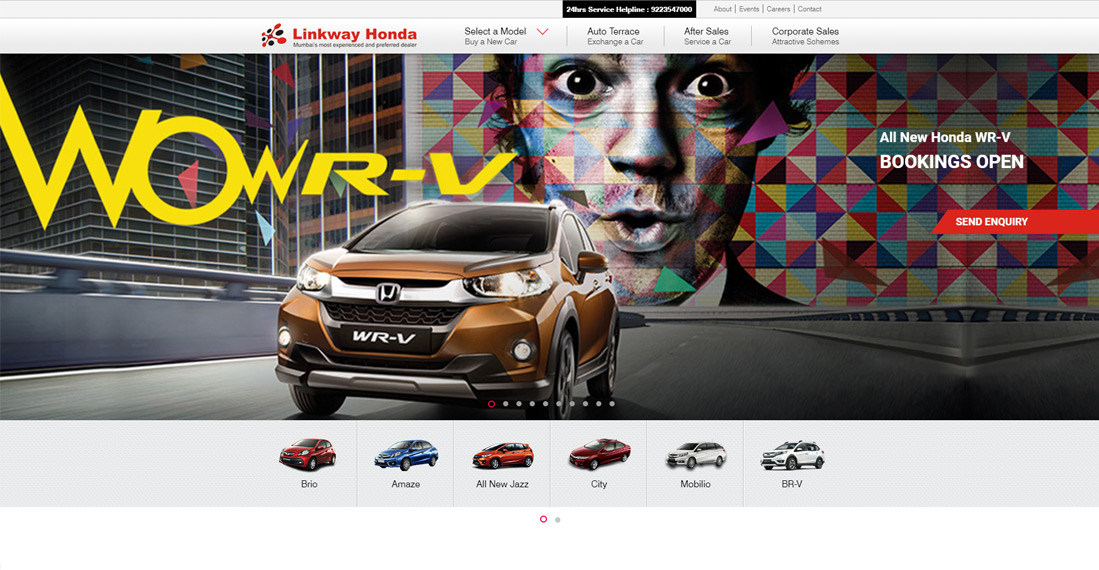 24hrs Service Helpline : 9223547000
About | Events | Careers | Contact
Linkway Honda
Mumbai's most experienced and preferred dealer
Select a Model
Buy a New Car
Auto Terrace
Exchange a Car
After Sales
Service a Car
Corporate Sales
Attractive Schemes
WOWWR-V
All New Honda WR-V
BOOKINGS OPEN
SEND ENQUIRY
WR-V
Brio
Amaze
All New Jazz
City
Mobilio
BR-V